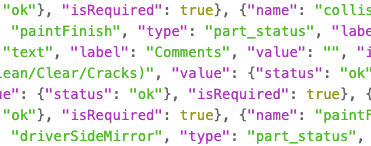 "ok"}, "isRequired": true}, {"name": "collis
"paintFinish", "type": "part_status", "labe
"text", "label": "Comments", "value": "", "i
lean/Clear/Cracks)", "value": {"status": "ok"
ue": {"status": "ok"}, "isRequired": true}, {
"ok"}, "isRequired": true}, {"name": "paintF
"driverSideMirror", "type": "part_status",